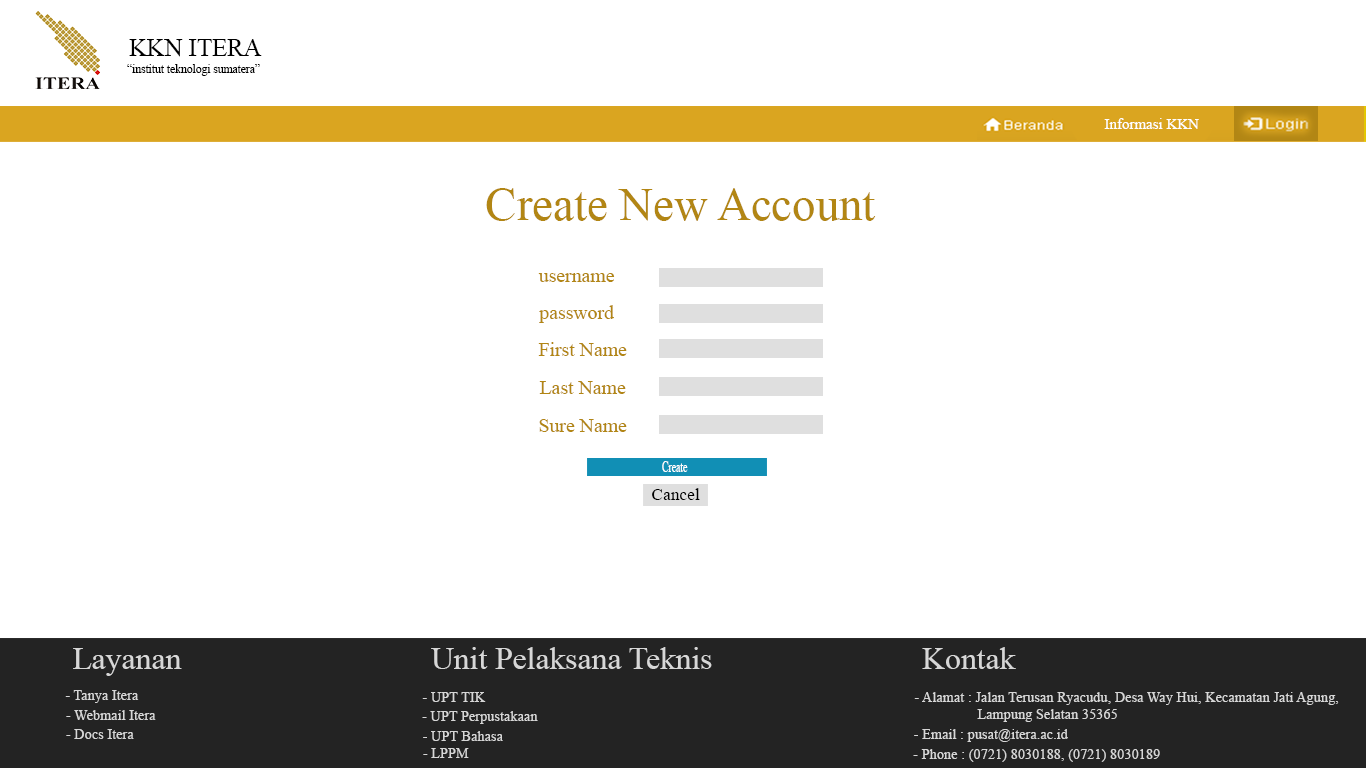 ITERA
KKN ITERA
“institut teknologi sumatera”
Beranda
Informasi KKN
Login
Create New Account
username
password
First Name
Last Name
Sure Name
Create
Cancel
Layanan
- Tanya Itera
- Webmail Itera
- Docs Itera
Unit Pelaksana Teknis
- UPT TIK
- UPT Perpustakaan
- UPT Bahasa
- LPPM
Kontak
- Alamat : Jalan Terusan Ryacudu, Desa Way Hui, Kecamatan Jati Agung,
Lampung Selatan 35365
- Email : pusat@itera.ac.id
- Phone : (0721) 8030188, (0721) 8030189